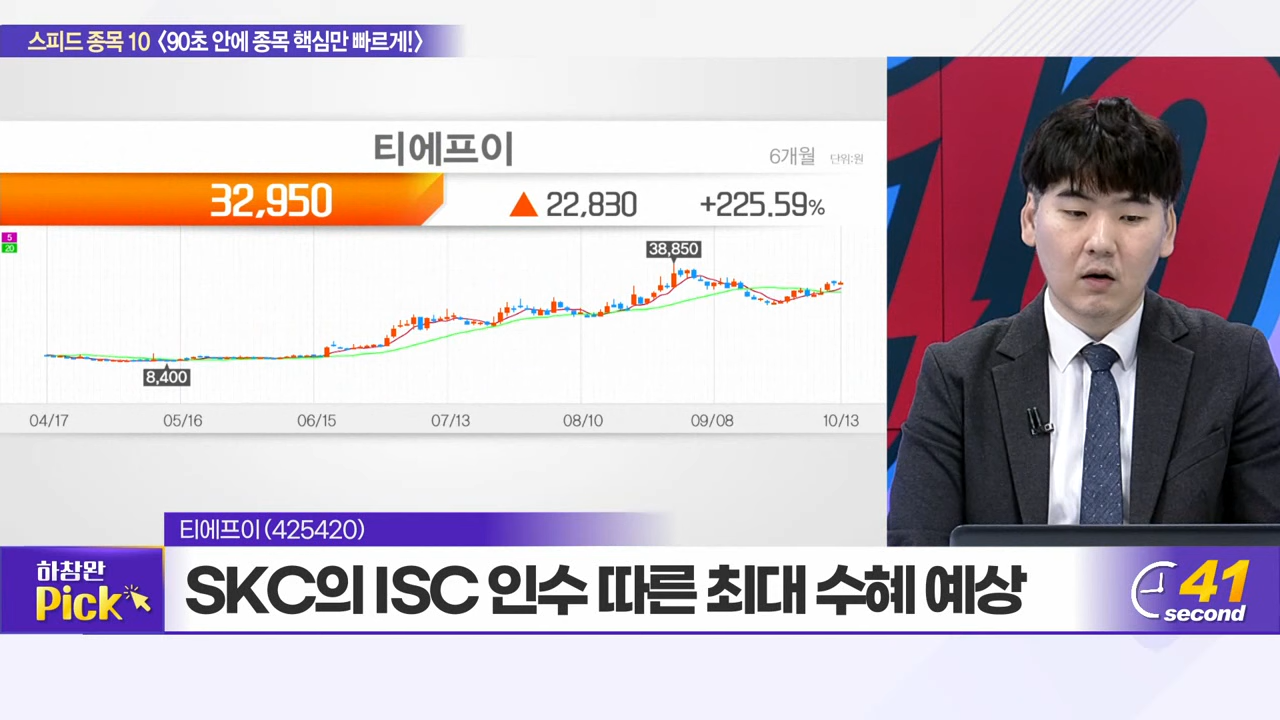 스피드 종목 10 〈90초 안에 종목 핵심만 빠르게!〉
티에프이
6개월 단위:원
32,950 ▲ 22,830 +225.59%
5
20
38,850
8,400
04/17 05/16 06/15 07/13 08/10 09/08 10/13
티에프이 (425420)
하창완
Pick
SKC의 ISC 인수 따른 최대 수혜 예상
41
second